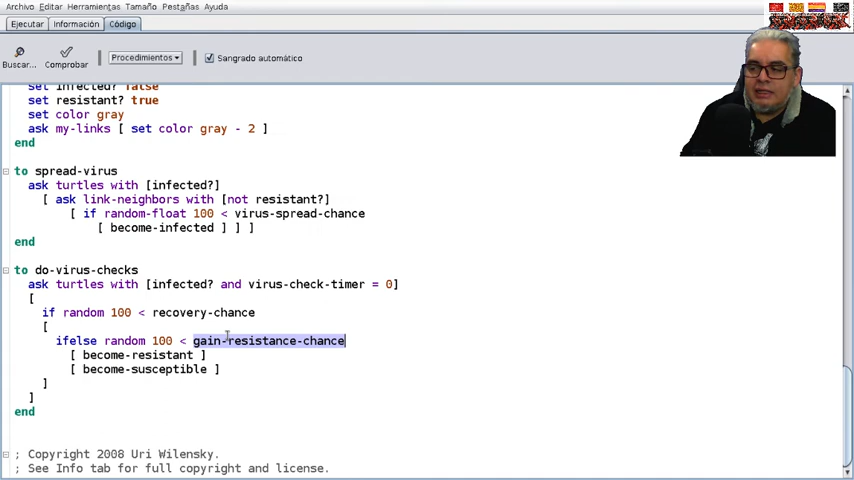 Archivo Editar Herramientas Tamaño Pestañas Ayuda
Ejecutar Información Código
Buscar... Comprobar Procedimientos Sangrado automático
set infected? false
set resistant? true
set color gray
ask my-links [ set color gray - 2 ]
end
to spread-virus
ask turtles with [infected?]
[ ask link-neighbors with [not resistant?]
[ if random-float 100 < virus-spread-chance
[ become-infected ] ] ]
end
to do-virus-checks
ask turtles with [infected? and virus-check-timer = 0]
[
if random 100 < recovery-chance
[
ifelse random 100 < gain-resistance-chance
[ become-resistant ]
[ become-susceptible ]
]
]
end
; Copyright 2008 Uri Wilensky.
; See Info tab for full copyright and license.